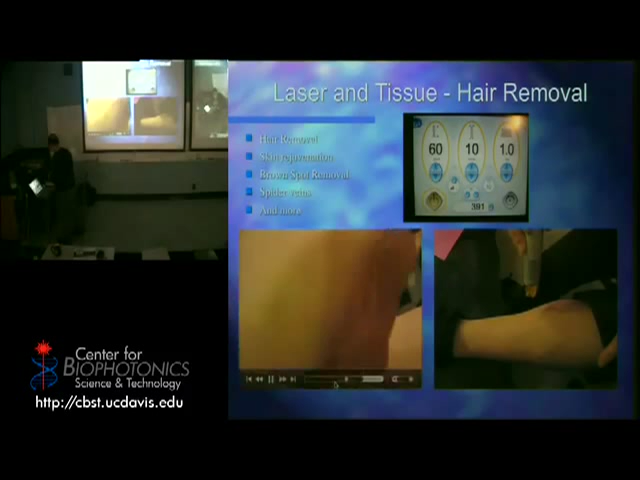 Laser and Tissue - Hair Removal
Hair Removal
Skin rejuvenation
Brown Spot Removal
Spider veins
And more
60
10
1.0
391
Center for
BIOPHOTONICS
Science & Technology
http://cbst.ucdavis.edu